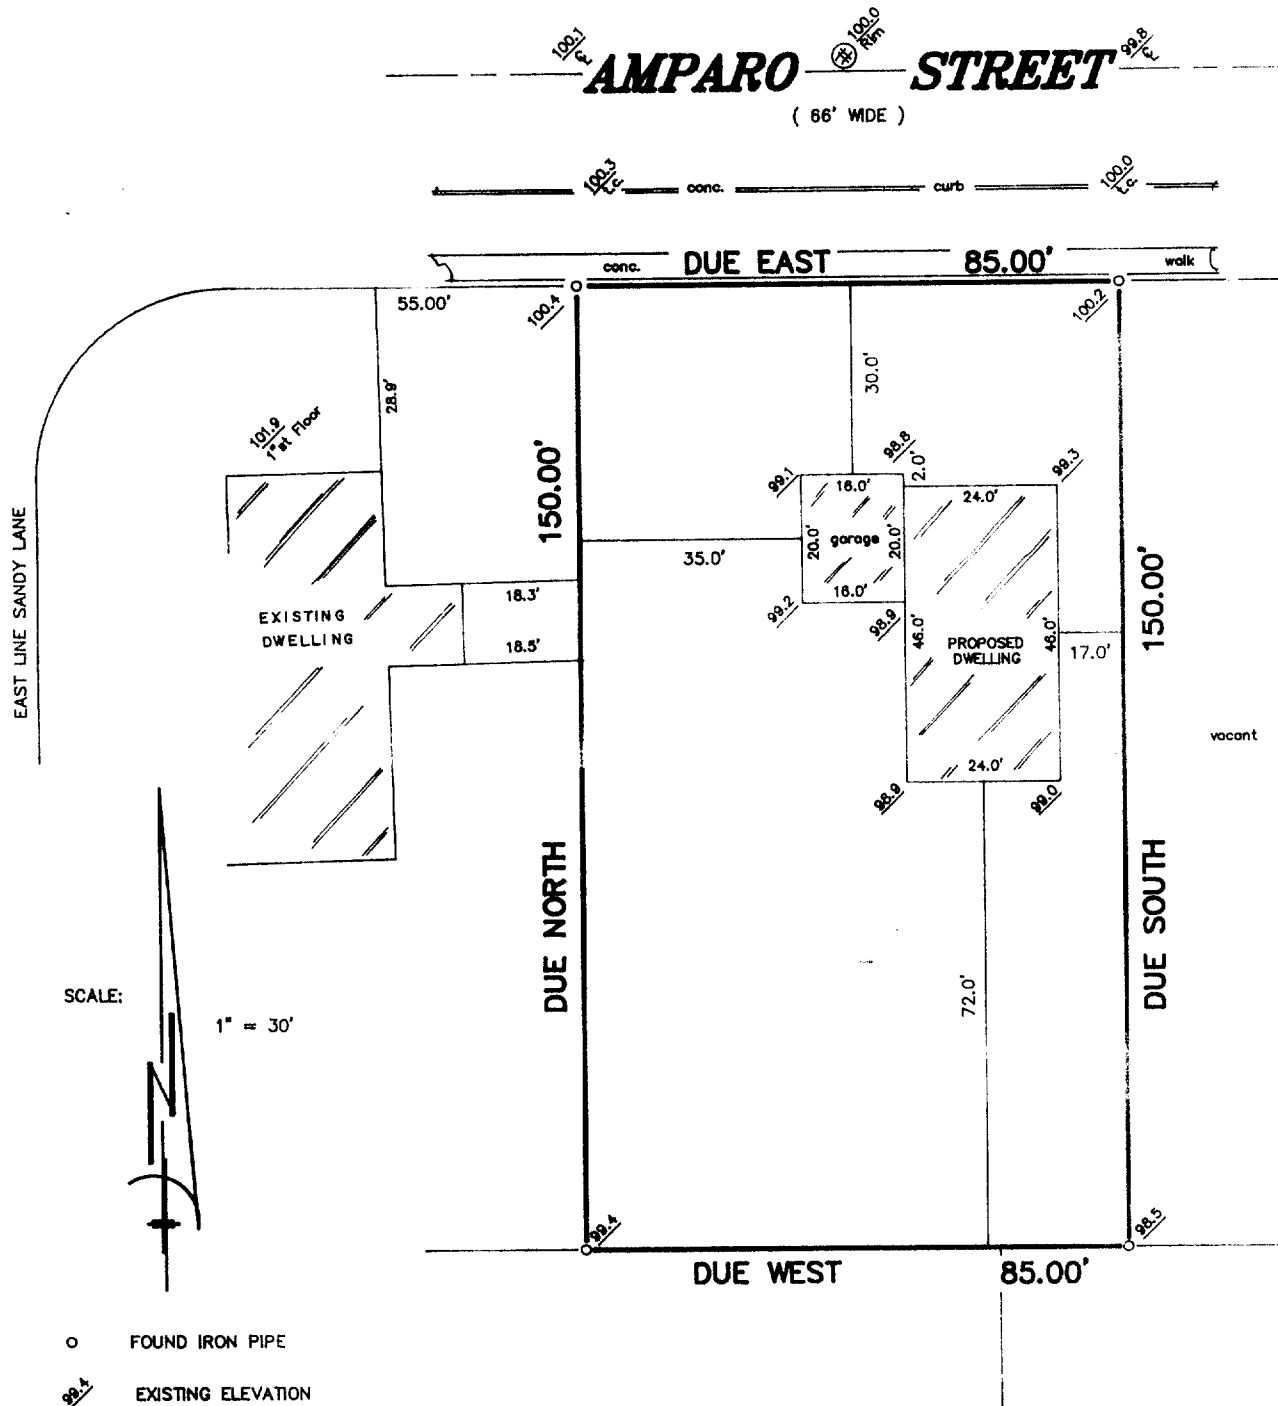 100.1
℄
AMPARO STREET
100.0
Rim
99.8
℄
( 66' WIDE )
100.3
t.c.
conc.
curb
100.0
t.c.
conc.
DUE EAST 85.00'
walk
55.00'
100.4
100.2
28.9'
30.0'
101.9
1"st Floor
150.00'
98.8
2.0'
99.1
16.0'
24.0'
99.3
EAST LINE SANDY LANE
20.0'
garage
20.0'
35.0'
150.00'
18.3'
16.0'
99.2
98.9
EXISTING
DWELLING
18.5'
46.0'
PROPOSED
DWELLING
46.0'
17.0'
vacant
24.0'
98.9
99.0
DUE NORTH
DUE SOUTH
72.0'
SCALE:
1" = 30'
N
99.4
98.5
DUE WEST 85.00'
FOUND IRON PIPE
99.4
EXISTING ELEVATION